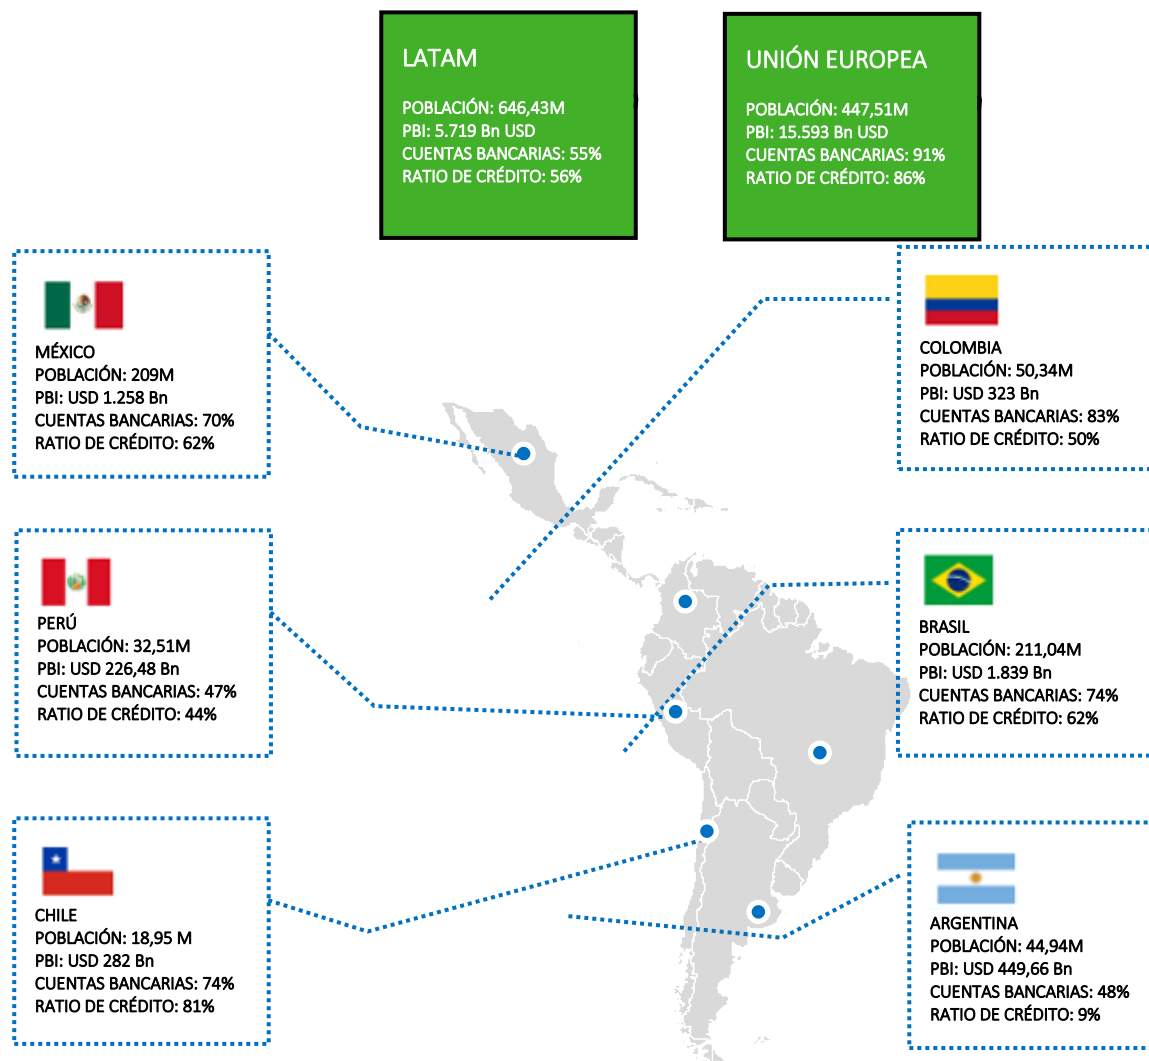 LATAM
POBLACIÓN: 646,43M
PBI: 5.719 Bn USD
CUENTAS BANCARIAS: 55%
RATIO DE CRÉDITO: 56%
UNIÓN EUROPEA
POBLACIÓN: 447,51M
PBI: 15.593 Bn USD
CUENTAS BANCARIAS: 91%
RATIO DE CRÉDITO: 86%
MÉXICO
POBLACIÓN: 209M
PBI: USD 1.258 Bn
CUENTAS BANCARIAS: 70%
RATIO DE CRÉDITO: 62%
COLOMBIA
POBLACIÓN: 50,34M
PBI: USD 323 Bn
CUENTAS BANCARIAS: 83%
RATIO DE CRÉDITO: 50%
PERÚ
POBLACIÓN: 32,51M
PBI: USD 226,48 Bn
CUENTAS BANCARIAS: 47%
RATIO DE CRÉDITO: 44%
BRASIL
POBLACIÓN: 211,04M
PBI: USD 1.839 Bn
CUENTAS BANCARIAS: 74%
RATIO DE CRÉDITO: 62%
CHILE
POBLACIÓN: 18,95 M
PBI: USD 282 Bn
CUENTAS BANCARIAS: 74%
RATIO DE CRÉDITO: 81%
ARGENTINA
POBLACIÓN: 44,94M
PBI: USD 449,66 Bn
CUENTAS BANCARIAS: 48%
RATIO DE CRÉDITO: 9%